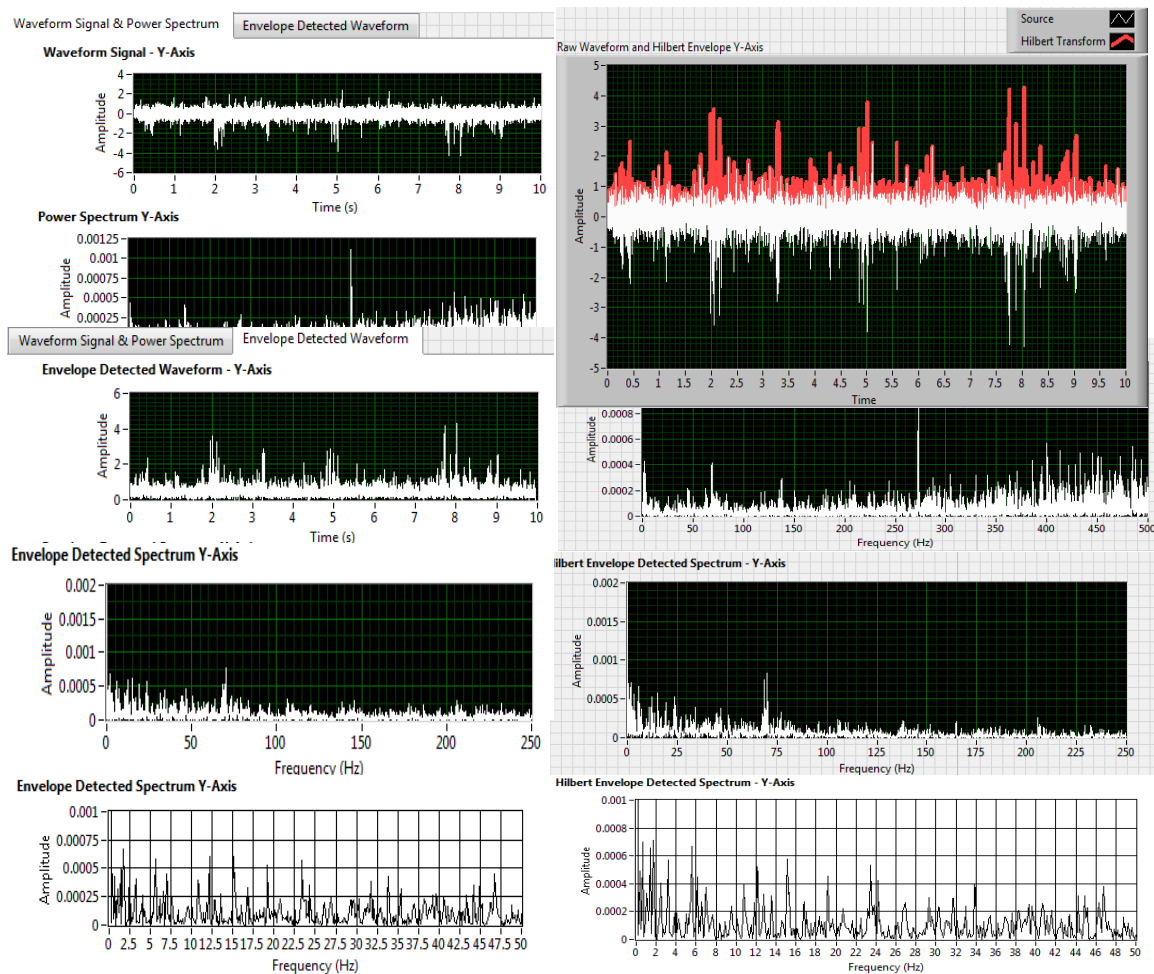 Waveform Signal & Power Spectrum
Envelope Detected Waveform
Waveform Signal - Y-Axis
Amplitude
4
2
0
-2
-4
-6
0 1 2 3 4 5 6 7 8 9 10
Time (s)
Power Spectrum Y-Axis
Amplitude
0.00125
0.001
0.00075
0.0005
0.00025
Waveform Signal & Power Spectrum
Envelope Detected Waveform
Envelope Detected Waveform - Y-Axis
Amplitude
6
4
2
0
0 1 2 3 4 5 6 7 8 9 10
Time (s)
Envelope Detected Spectrum Y-Axis
Amplitude
0.002
0.0015
0.001
0.0005
0
0 50 100 150 200 250
Frequency (Hz)
Envelope Detected Spectrum Y-Axis
Amplitude
0.001
0.00075
0.0005
0.00025
0
0 2.5 5 7.5 10 12.5 15 17.5 20 22.5 25 27.5 30 32.5 35 37.5 40 42.5 45 47.5 50
Frequency (Hz)
Source
Hilbert Transform
Raw Waveform and Hilbert Envelope Y-Axis
Amplitude
5
4
3
2
1
0
-1
-2
-3
-4
-5
0 0.5 1 1.5 2 2.5 3 3.5 4 4.5 5 5.5 6 6.5 7 7.5 8 8.5 9 9.5 10
Time
Amplitude
0.0008
0.0006
0.0004
0.0002
0
0 50 100 150 200 250 300 350 400 450 500
Frequency (Hz)
ilbert Envelope Detected Spectrum - Y-Axis
Amplitude
0.002
0.0015
0.001
0.0005
0
0 25 50 75 100 125 150 175 200 225 250
Frequency (Hz)
Hilbert Envelope Detected Spectrum - Y-Axis
Amplitude
0.001
0.0008
0.0006
0.0004
0.0002
0
0 2 4 6 8 10 12 14 16 18 20 22 24 26 28 30 32 34 36 38 40 42 44 46 48 50
Frequency (Hz)